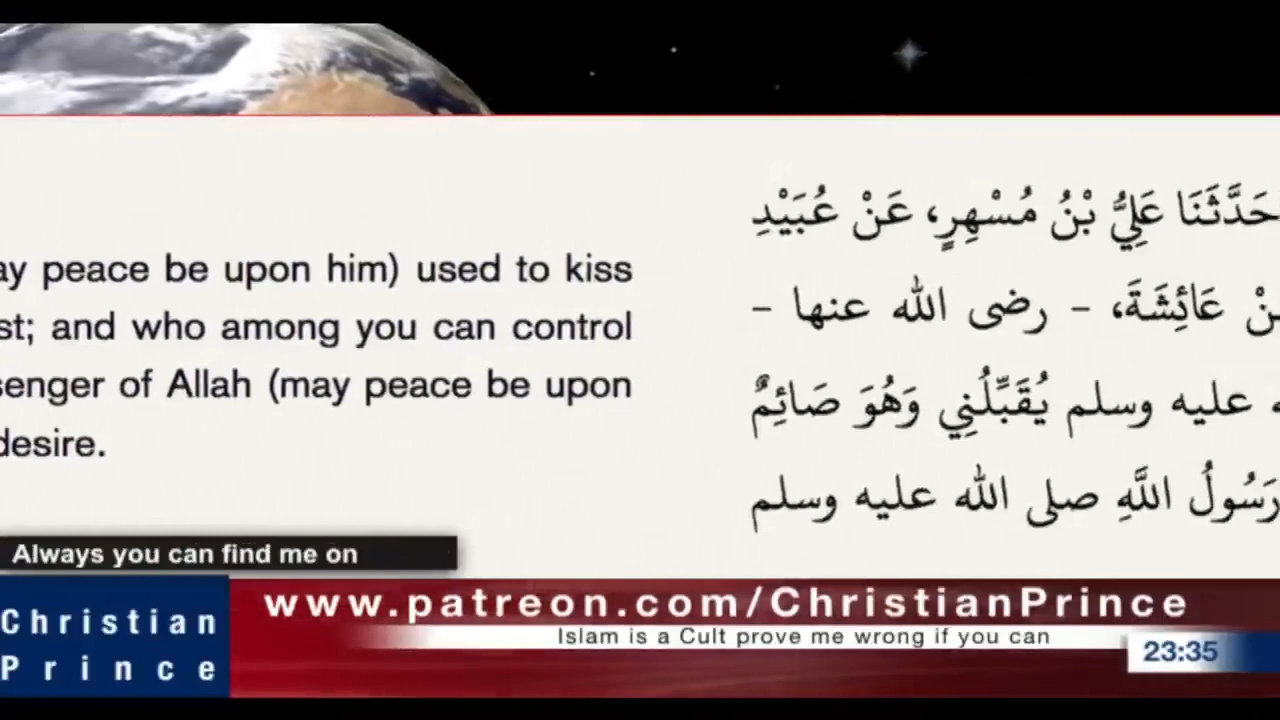 ay peace be upon him) used to kiss
st; and who among you can control
senger of Allah (may peace be upon
desire.
حَدَّثَنَا عَلِيُّ بْنُ مُسْهِرٍ، عَنْ عُبَيْدِ
نْ عَائِشَةَ، - رضى الله عنها -
ه عليه وسلم يُقَبِّلُنِي وَهُوَ صَائِمٌ
رَسُولُ اللَّهِ صلى الله عليه وسلم
Always you can find me on
Christian
Prince
www.patreon.com/ChristianPrince
Islam is a Cult prove me wrong if you can
23:35